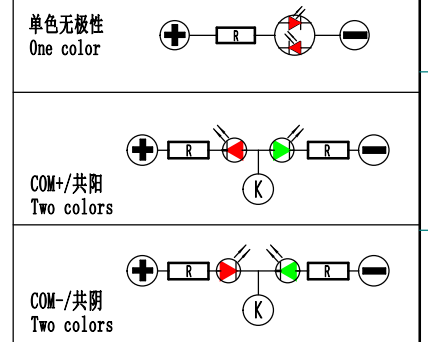 单色无极性
One color
R
R
R
K
COM+/共阳
Two colors
R
R
K
COM-/共阴
Two colors